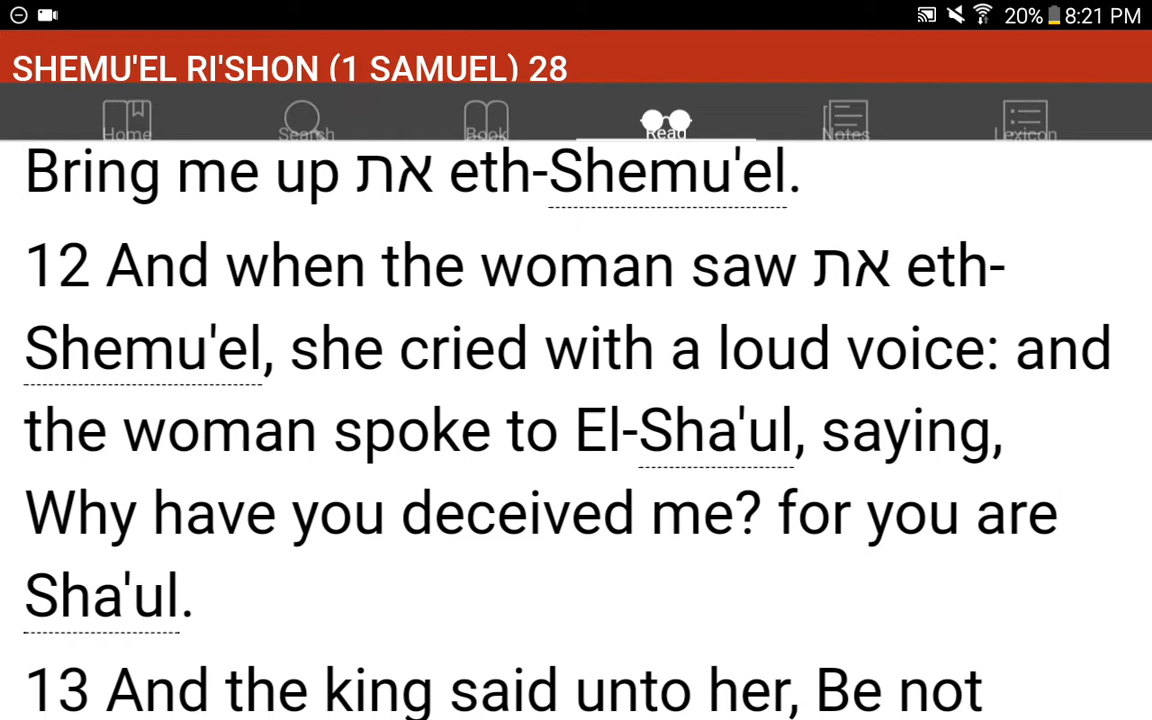 20% 8:21 PM
SHEMU'EL RI'SHON (1 SAMUEL) 28
Home Search Book Read Notes Lexicon
Bring me up את eth-Shemu'el.
12 And when the woman saw את eth-
Shemu'el, she cried with a loud voice: and
the woman spoke to El-Sha'ul, saying,
Why have you deceived me? for you are
Sha'ul.
13 And the king said unto her, Be not